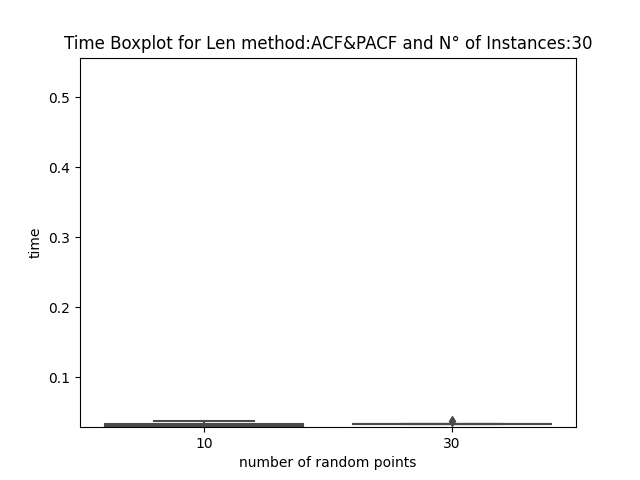 Time Boxplot for Len method:ACF&PACF and N° of Instances:30
0.5
0.4
0.3
0.2
0.1
time
10
30
number of random points